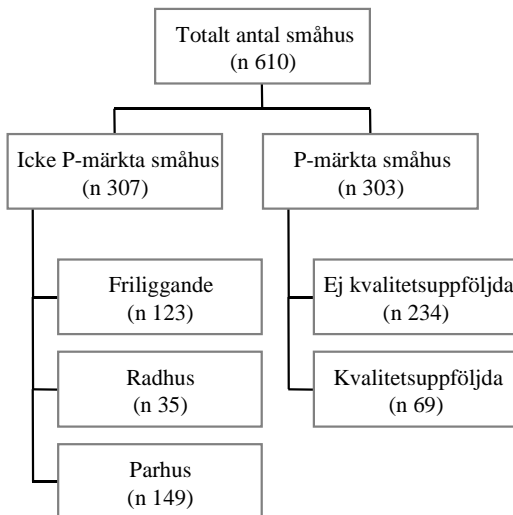 Totalt antal småhus
(n 610)
Icke P-märkta småhus
(n 307)
P-märkta småhus
(n 303)
Friliggande
(n 123)
Radhus
(n 35)
Parhus
(n 149)
Ej kvalitetsuppföljda
(n 234)
Kvalitetsuppföljda
(n 69)